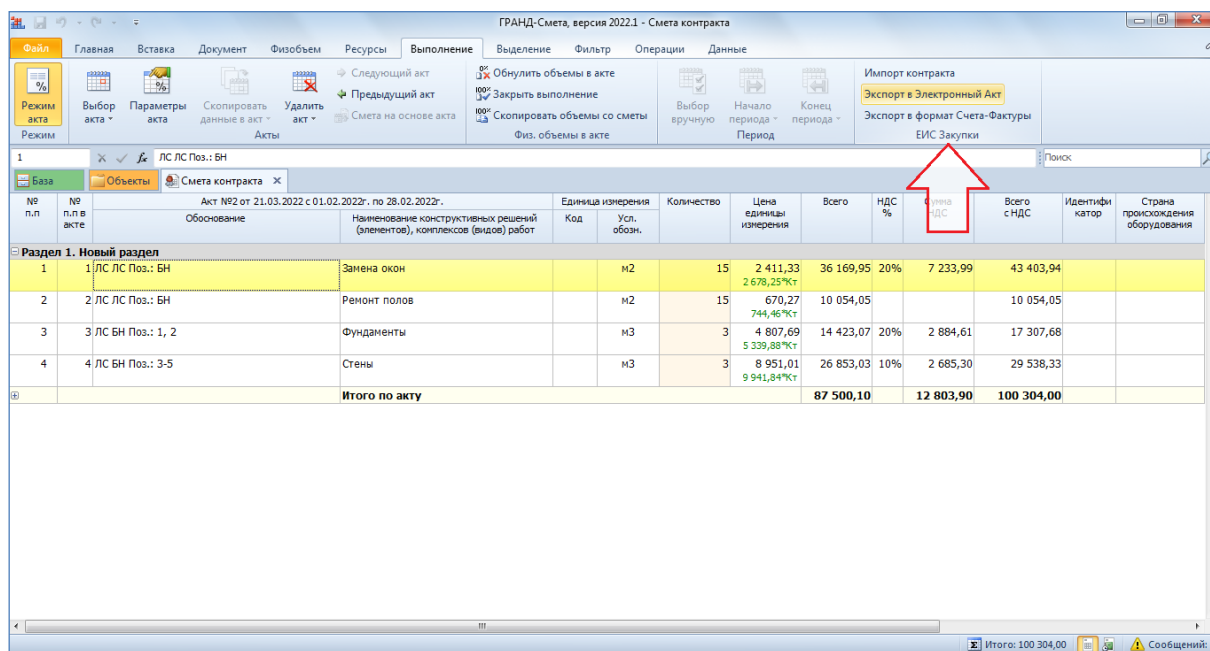 ГРАНД-Смета, версия 2022.1 - Смета контракта
Файл Главная Вставка Документ Физобъем Ресурсы Выполнение Выделение Фильтр Операции Данные
Режим акта
Режим
Выбор акта
Параметры акта
Скопировать данные в акт
Удалить акт
Следующий акт
Предыдущий акт
Смета на основе акта
Акты
Обнулить объемы в акте
Закрыть выполнение
Скопировать объемы со сметы
Физ. объемы в акте
Выбор вручную
Начало периода
Конец периода
Период
Импорт контракта
Экспорт в Электронный Акт
Экспорт в формат Счета-Фактуры
ЕИС Закупки
1 fx ЛС ЛС Поз.: БН Поиск
База Объекты Смета контракта
№ п.п
№ п.п в акте
Акт №2 от 21.03.2022 с 01.02.2022г. по 28.02.2022г.
Обоснование
Наименование конструктивных решений (элементов), комплексов (видов) работ
Единица измерения
Код
Усл. обозн.
Количество
Цена единицы измерения
Всего
НДС %
Всего с НДС
Идентифи катор
Страна происхождения оборудования
Раздел 1. Новый раздел
1 1 ЛС ЛС Поз.: БН Замена окон м2 15 2 411,33 36 169,95 20% 7 233,99 43 403,94
2 678,25*Кт
2 2 ЛС ЛС Поз.: БН Ремонт полов м2 15 670,27 10 054,05 10 054,05
744,46*Кт
3 3 ЛС БН Поз.: 1, 2 Фундаменты м3 3 4 807,69 14 423,07 20% 2 884,61 17 307,68
5 339,88*Кт
4 4 ЛС БН Поз.: 3-5 Стены м3 3 8 951,01 26 853,03 10% 2 685,30 29 538,33
9 941,84*Кт
Итого по акту 87 500,10 12 803,90 100 304,00
Итого: 100 304,00 Сообщений: